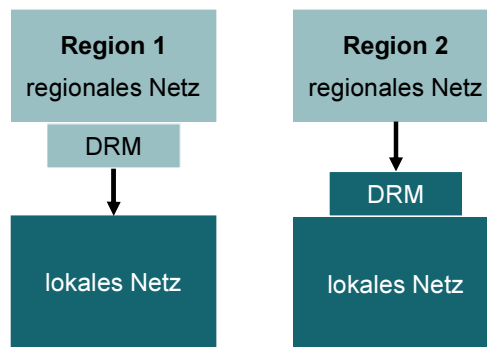 Region 1
regionales Netz
DRM
lokales Netz
Region 2
regionales Netz
DRM
lokales Netz